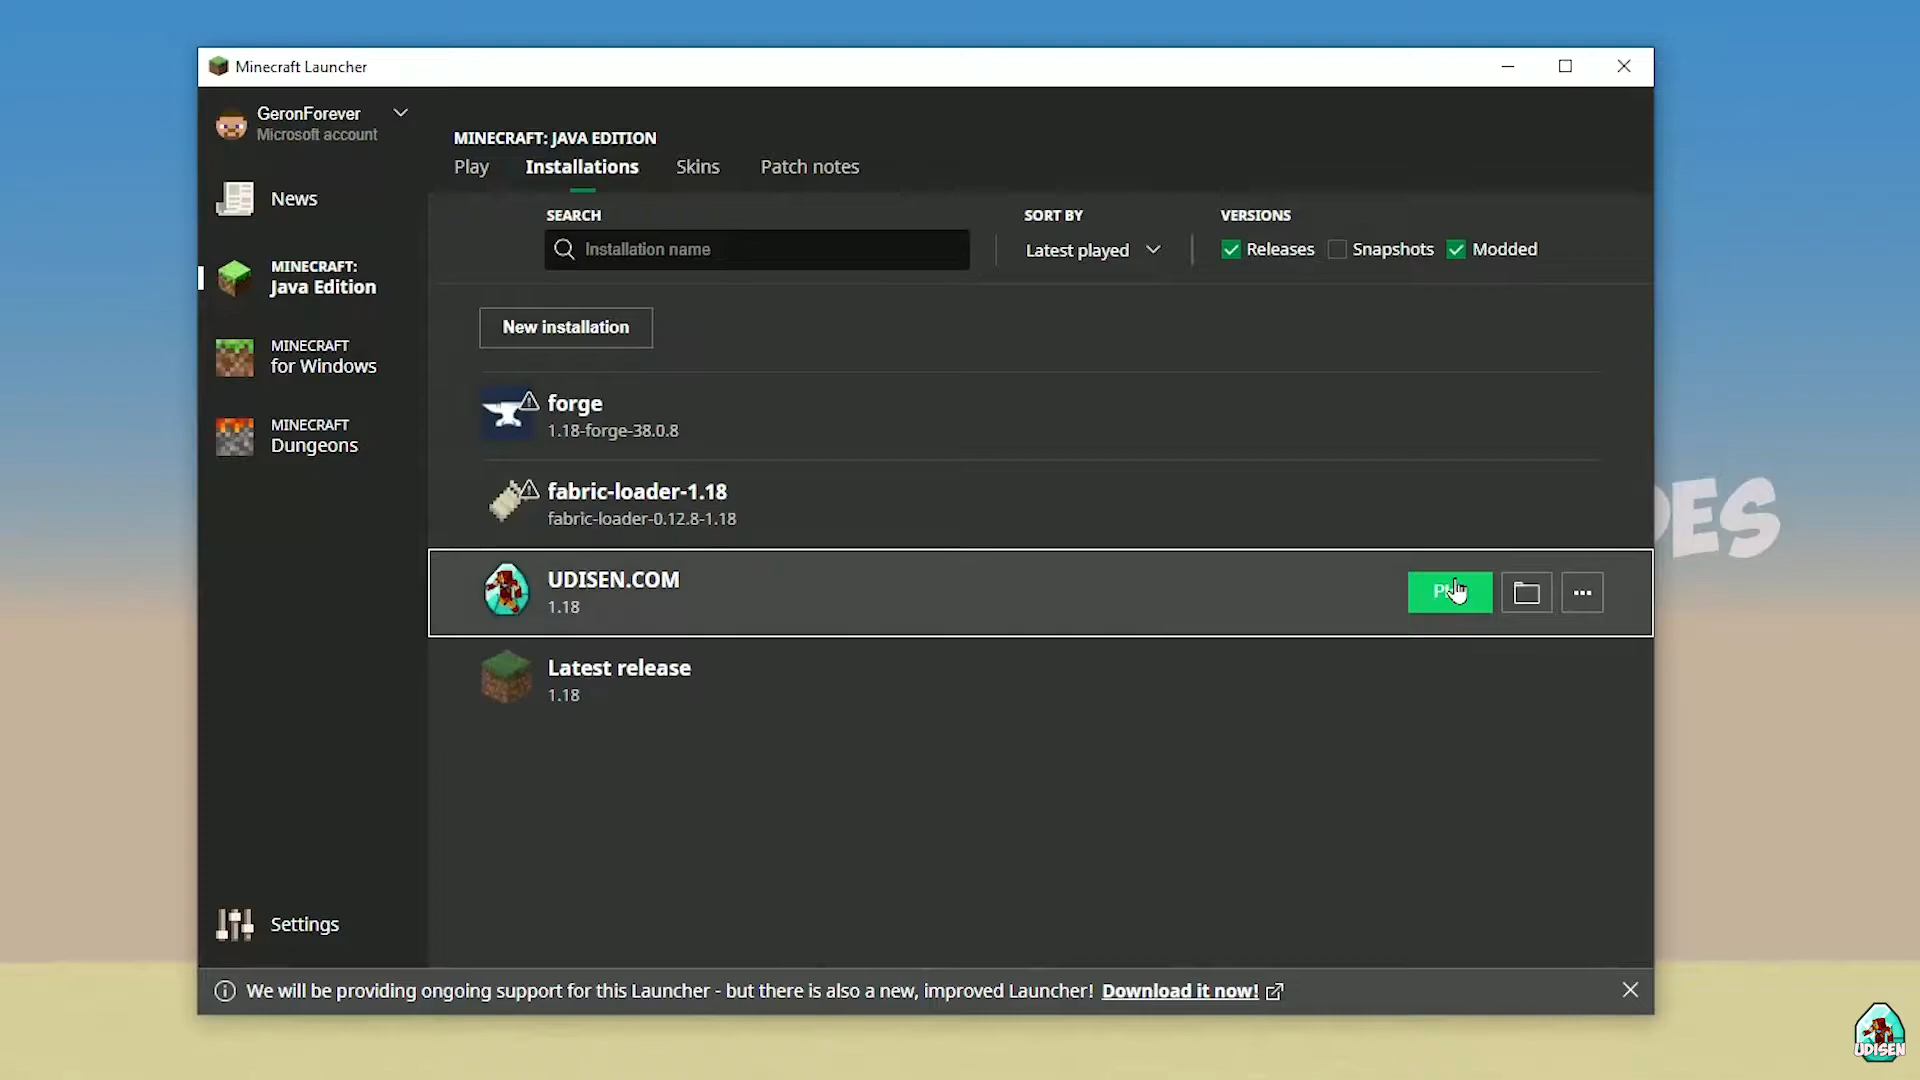 Minecraft Launcher
GeronForever
Microsoft account
News
MINECRAFT:
Java Edition
MINECRAFT
for Windows
MINECRAFT
Dungeons
Settings
MINECRAFT: JAVA EDITION
Play Installations Skins Patch notes
SEARCH SORT BY VERSIONS
Installation name Latest played Releases Snapshots Modded
New installation
forge
1.18-forge-38.0.8
fabric-loader-1.18
fabric-loader-0.12.8-1.18
UDISEN.COM
1.18
Latest release
1.18
We will be providing ongoing support for this Launcher - but there is also a new, improved Launcher! Download it now!
UDISEN